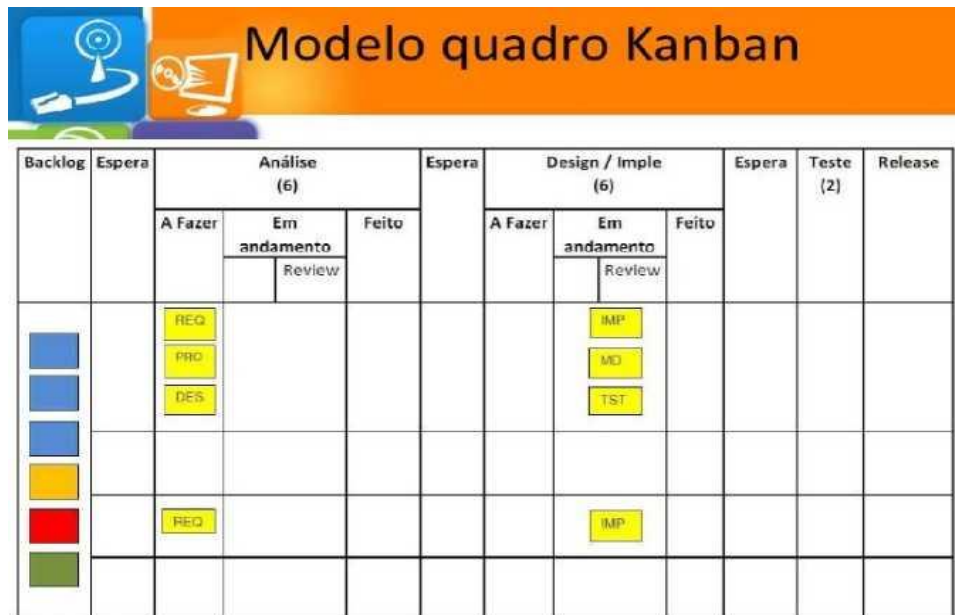 Modelo quadro Kanban
Backlog Espera Análise Espera Design / Imple Espera Teste Release
(6) (6) (2)
A Fazer Em Feito A Fazer Em Feito
andamento andamento
Review Review
REQ IMP
PRO MD
DES TST
REQ IMP